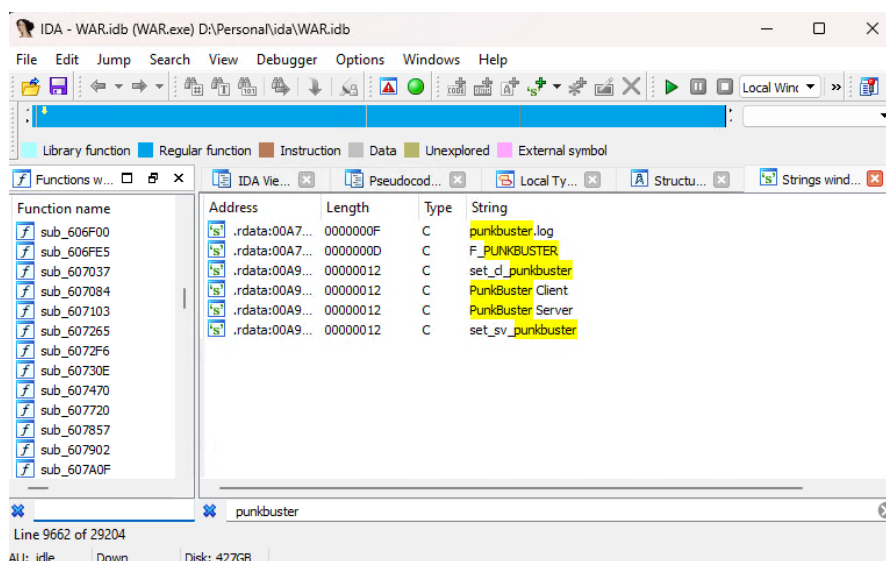 IDA - WAR.idb (WAR.exe) D:\Personal\ida\WAR.idb
File Edit Jump Search View Debugger Options Windows Help
Local Winc
Library function Regular function Instruction Data Unexplored External symbol
Functions w... IDA Vie... Pseudocod... Local Ty... Structu... Strings wind...
Function name
sub_606F00
sub_606FE5
sub_607037
sub_607084
sub_607103
sub_607265
sub_6072F6
sub_60730E
sub_607470
sub_607720
sub_607857
sub_607902
sub_607A0F
Address Length Type String
.rdata:00A7... 0000000F C punkbuster.log
.rdata:00A7... 0000000D C F_PUNKBUSTER
.rdata:00A9... 00000012 C set_cl_punkbuster
.rdata:00A9... 00000012 C PunkBuster Client
.rdata:00A9... 00000012 C PunkBuster Server
.rdata:00A9... 00000012 C set_sv_punkbuster
punkbuster
Line 9662 of 29204
AU: idle Down Disk: 427GB